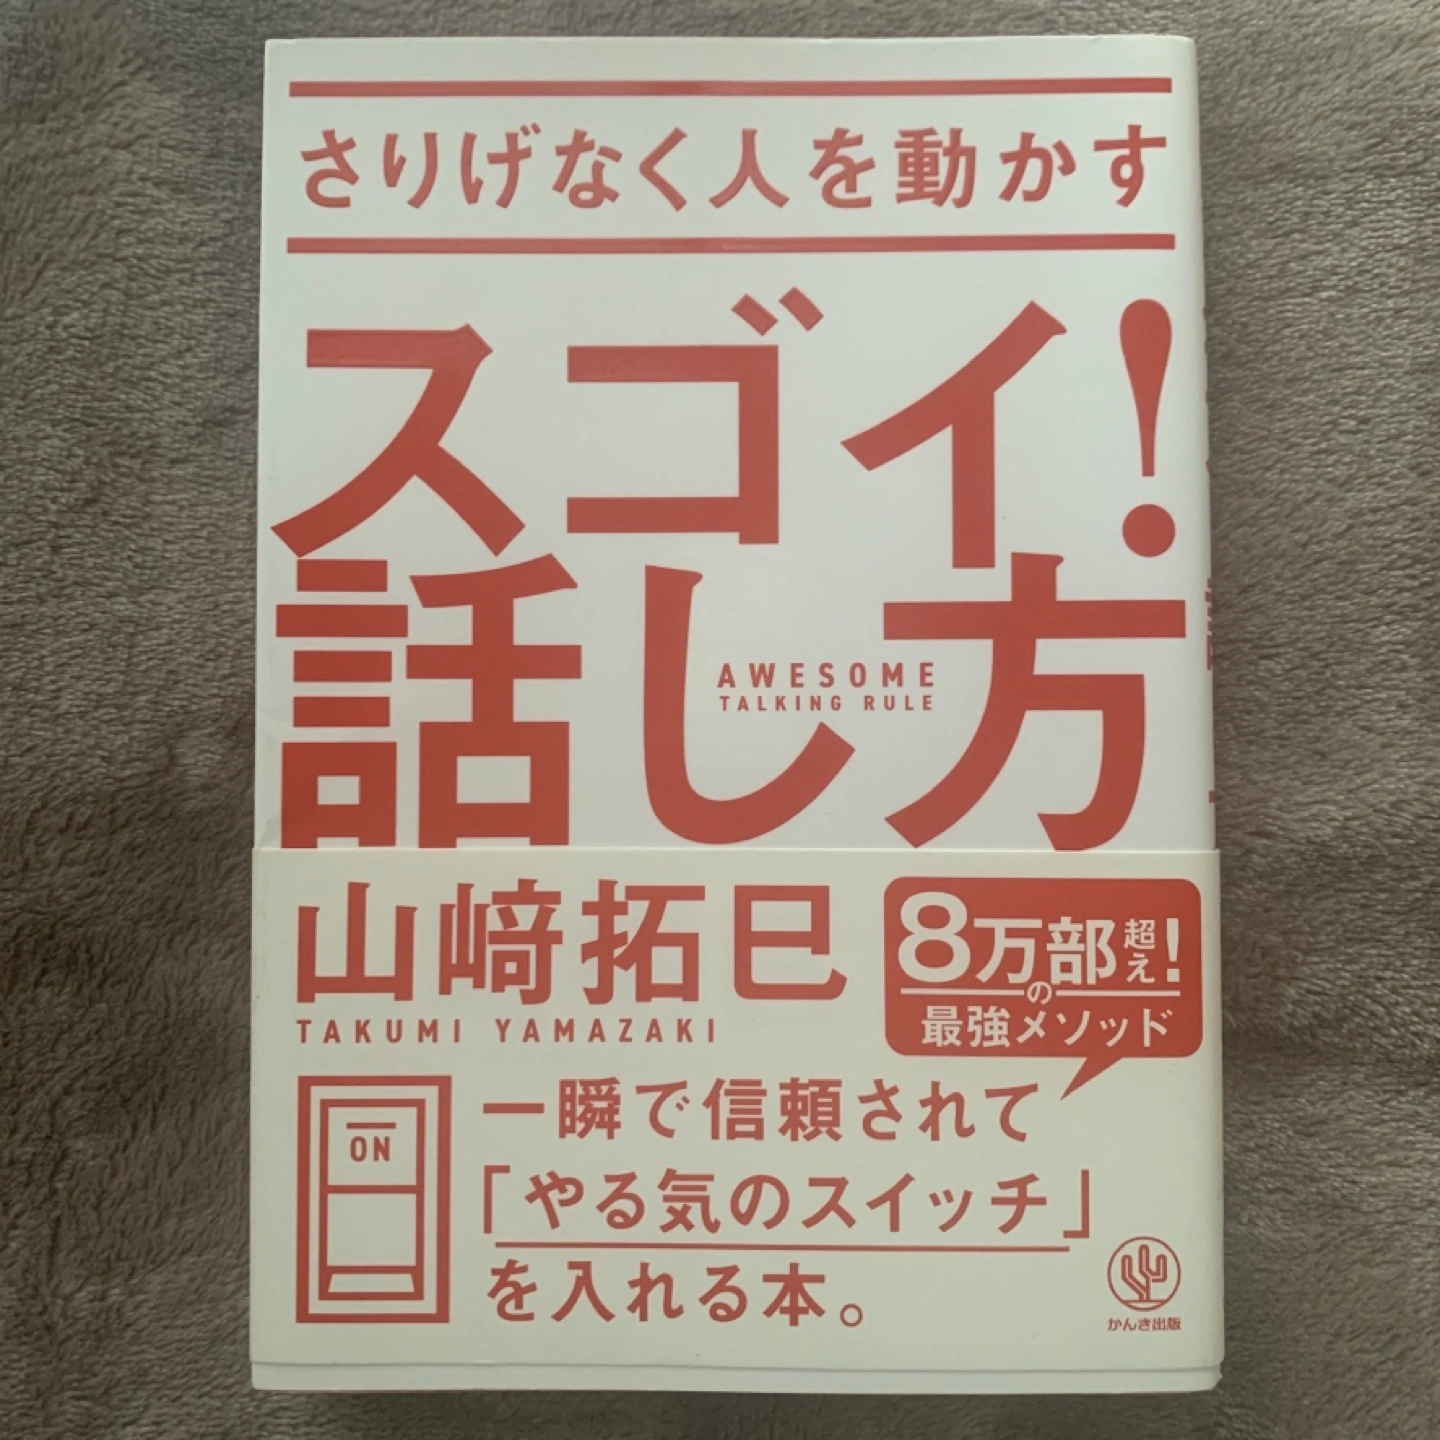 さりげなく人を動かす
スゴイ!
話し方
AWESOME
TALKING RULE
山﨑拓巳
TAKUMI YAMAZAKI
8万部超え!
の
最強メソッド
ON
一瞬で信頼されて
「やる気のスイッチ」
を入れる本。
かんき出版